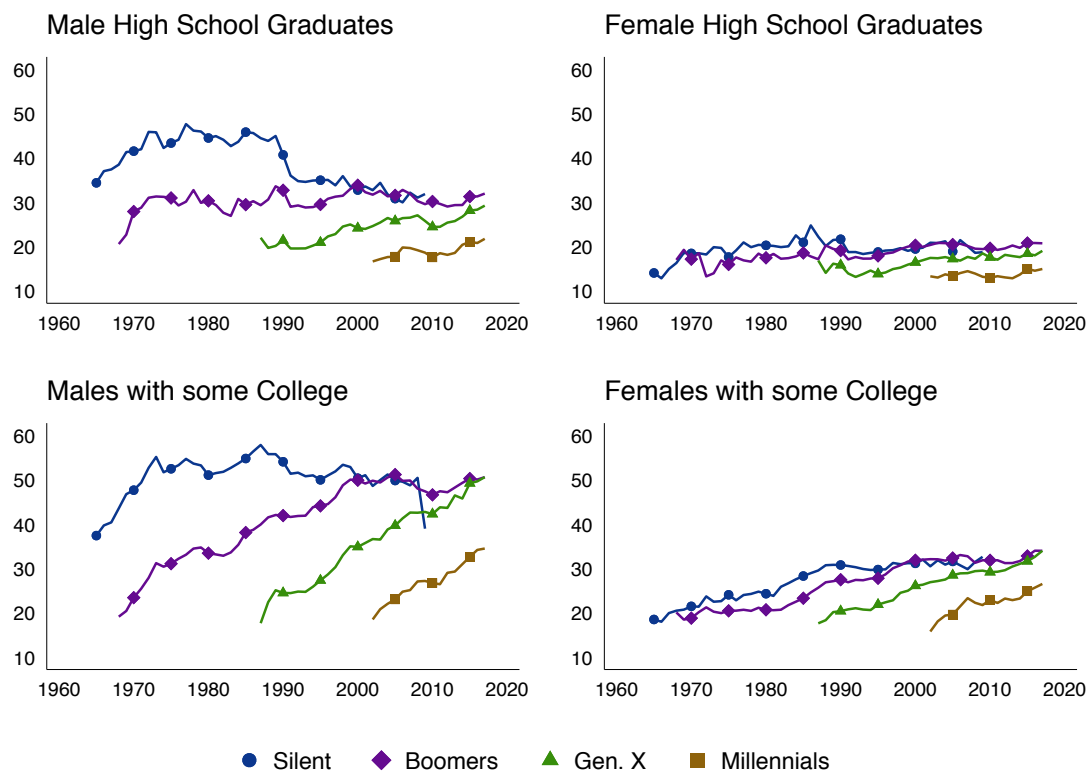 Male High School Graduates
60
50
40
30
20
10
1960 1970 1980 1990 2000 2010 2020
Female High School Graduates
60
50
40
30
20
10
1960 1970 1980 1990 2000 2010 2020
Males with some College
60
50
40
30
20
10
1960 1970 1980 1990 2000 2010 2020
Females with some College
60
50
40
30
20
10
1960 1970 1980 1990 2000 2010 2020
Silent Boomers Gen. X Millennials